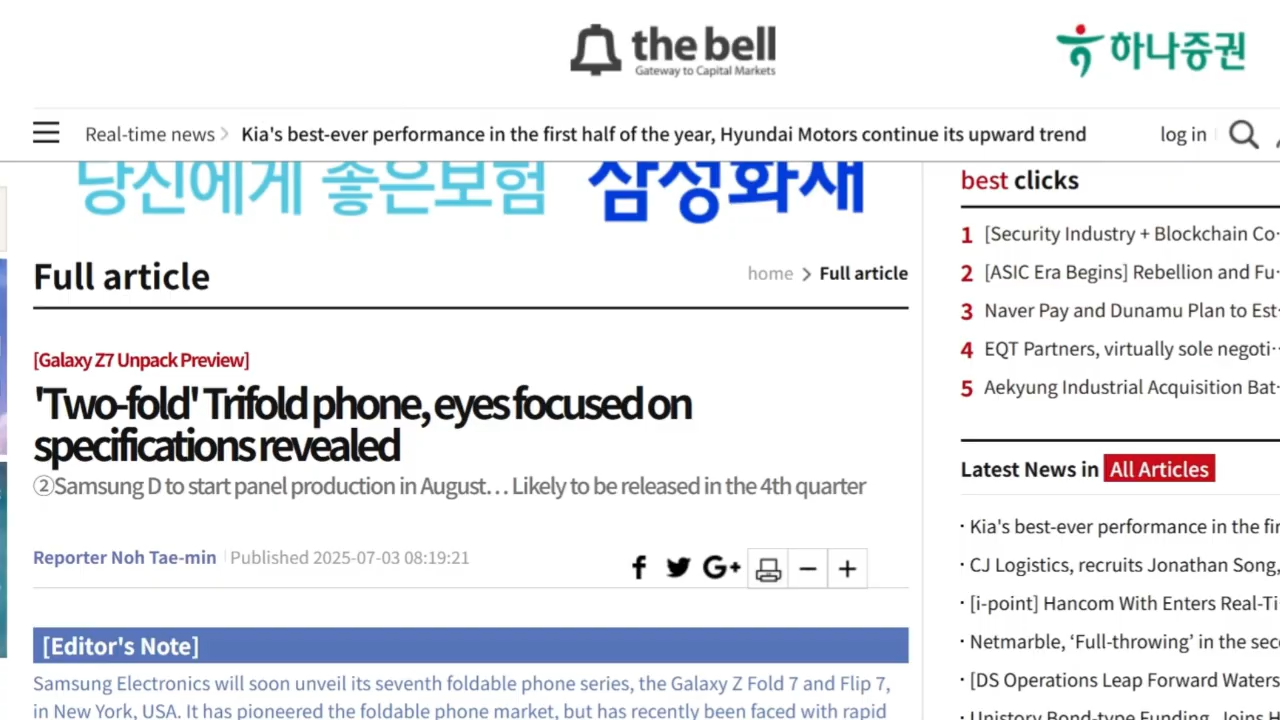 the bell
Gateway to Capital Markets
하나증권
Real-time news
Kia's best-ever performance in the first half of the year, Hyundai Motors continue its upward trend
log in
당신에게 좋은보험 삼성화재
Full article
home > Full article
[Galaxy Z7 Unpack Preview]
'Two-fold' Trifold phone, eyes focused on
specifications revealed
②Samsung D to start panel production in August… Likely to be released in the 4th quarter
Reporter Noh Tae-min
Published 2025-07-03 08:19:21
[Editor's Note]
Samsung Electronics will soon unveil its seventh foldable phone series, the Galaxy Z Fold 7 and Flip 7,
in New York, USA. It has pioneered the foldable phone market, but has recently been faced with rapid
best clicks
1 [Security Industry + Blockchain Co
2 [ASIC Era Begins] Rebellion and Fu
3 Naver Pay and Dunamu Plan to Est
4 EQT Partners, virtually sole negoti
5 Aekyung Industrial Acquisition Bat
Latest News in All Articles
· Kia's best-ever performance in the fi
· CJ Logistics, recruits Jonathan Song,
· [i-point] Hancom With Enters Real-Ti
· Netmarble, ‘Full-throwing’ in the sec
· [DS Operations Leap Forward Waters
· Unistory Bond-type Funding, Joins H